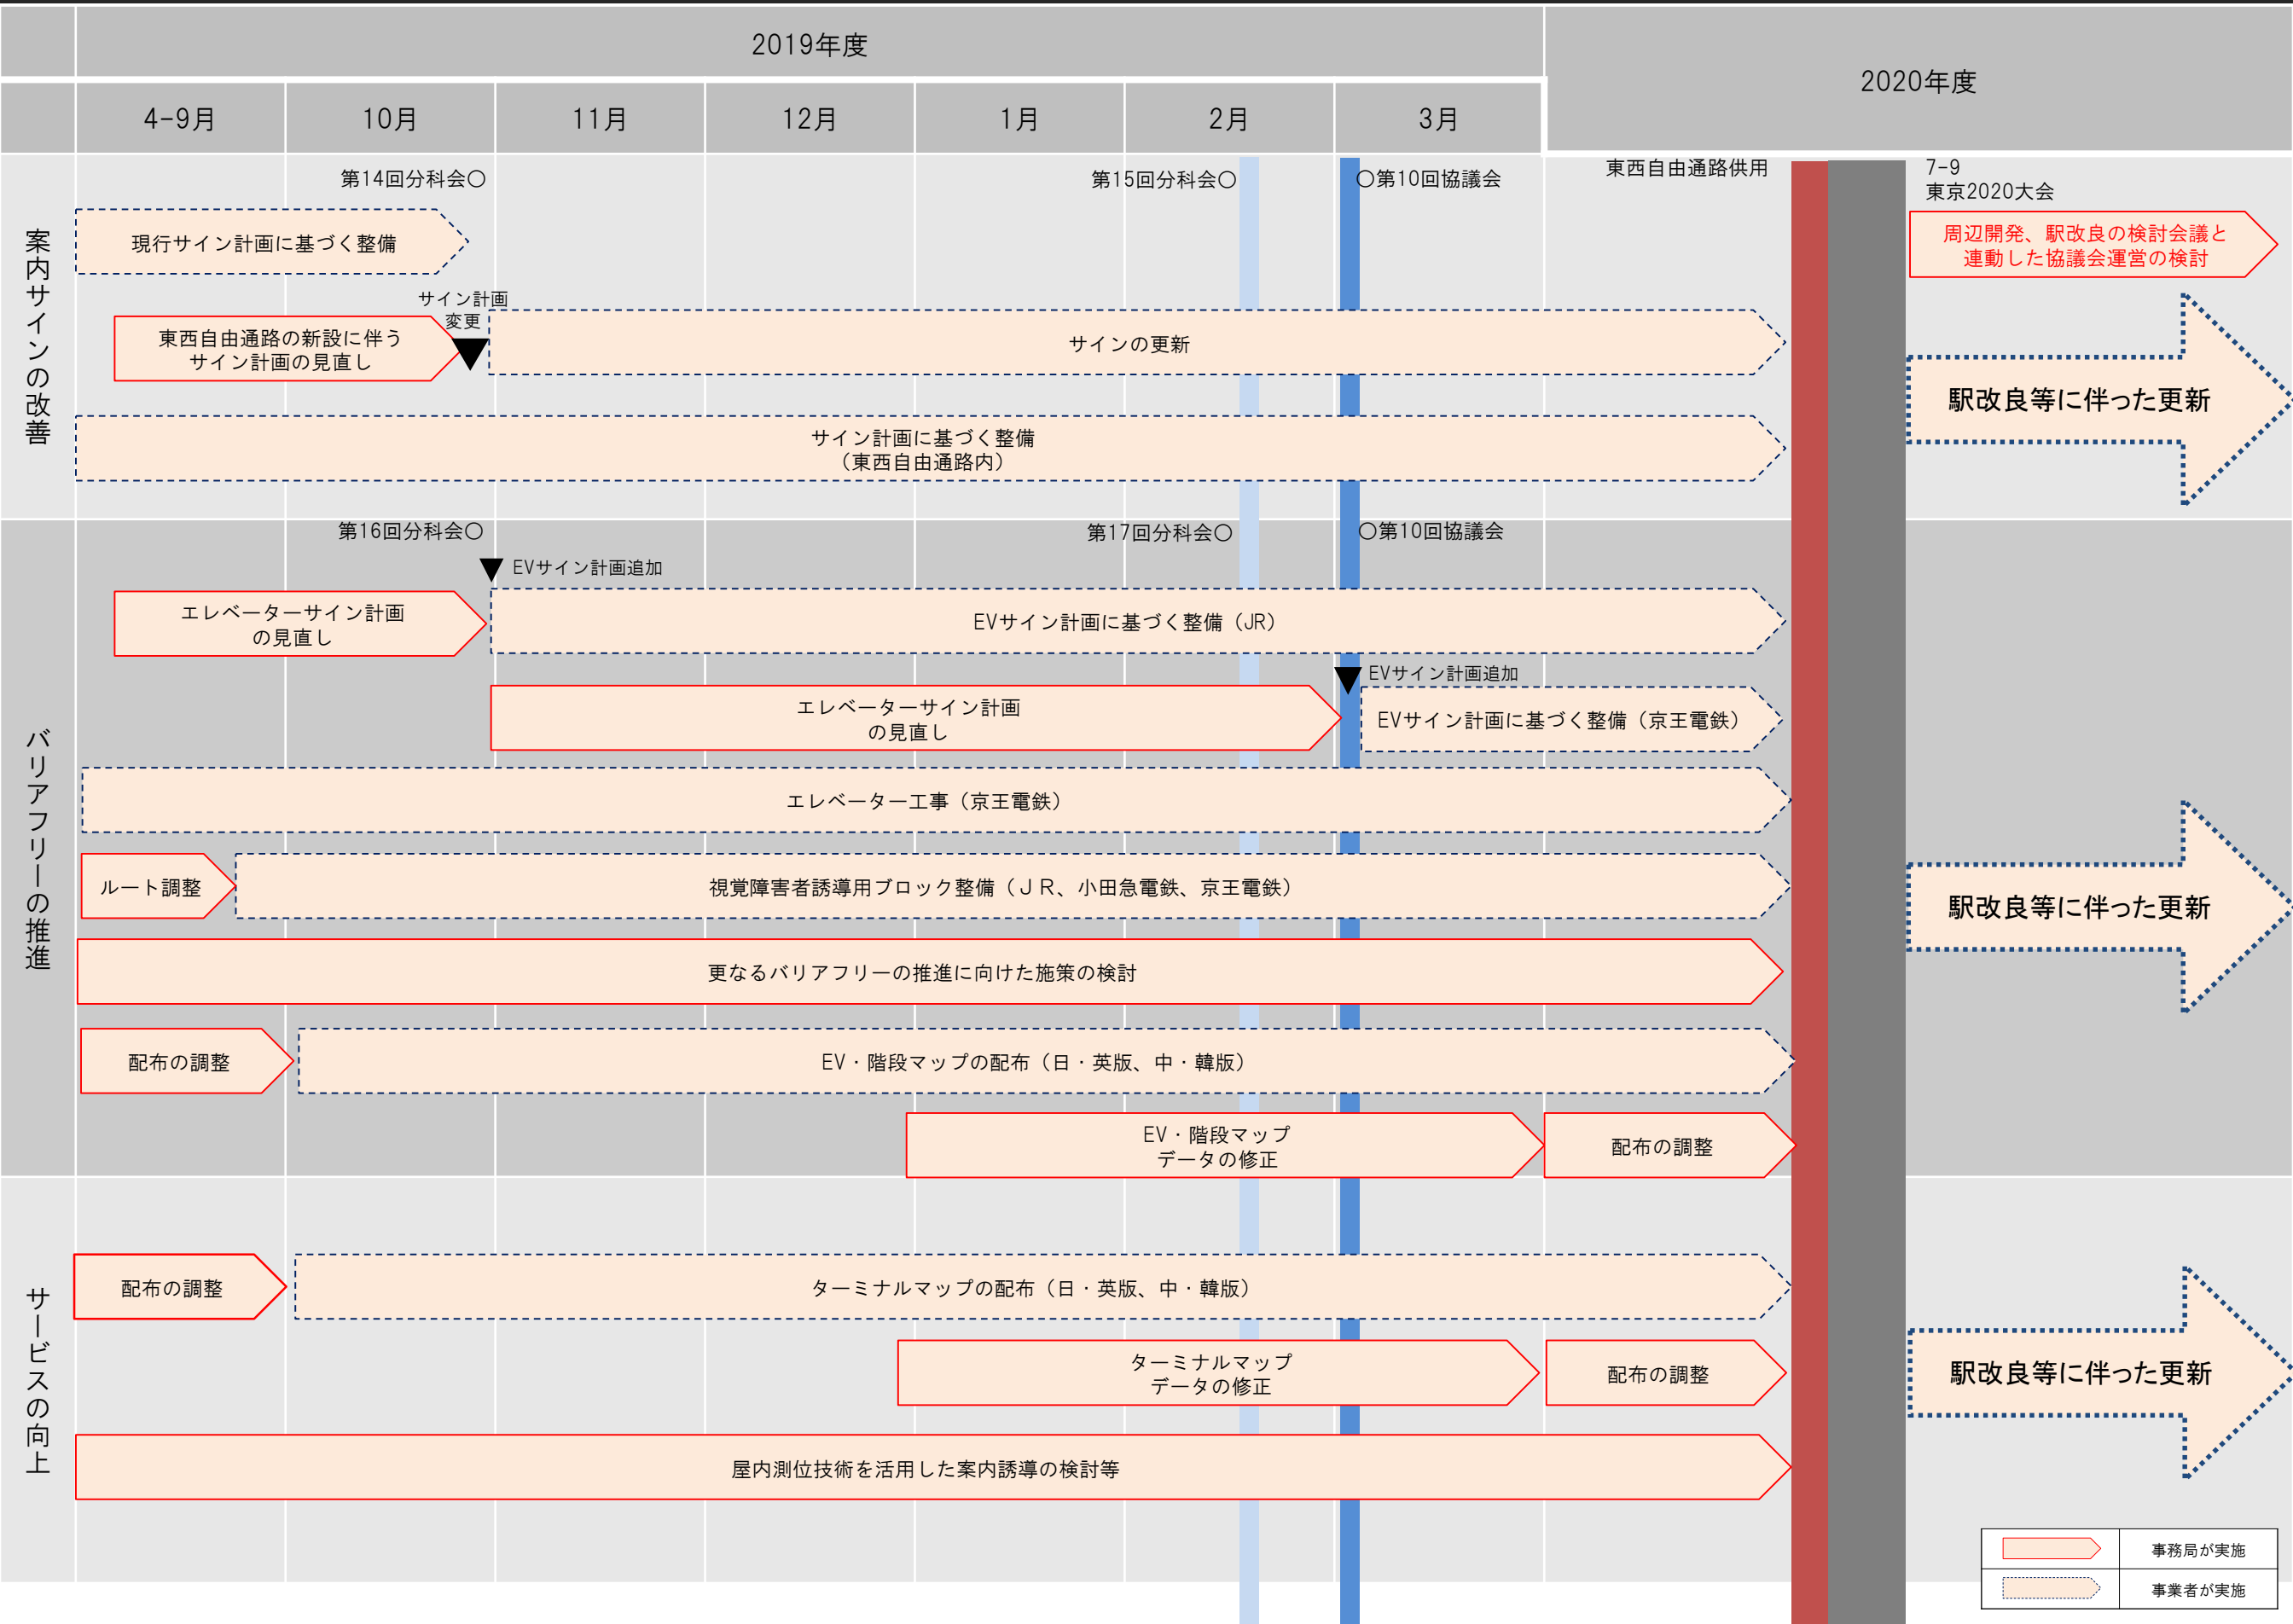 2019年度
2020年度
4-9月
10月
11月
12月
1月
2月
3月
案内サインの改善
第14回分科会〇
第15回分科会〇
〇第10回協議会
東西自由通路供用
7-9
東京2020大会
現行サイン計画に基づく整備
周辺開発、駅改良の検討会議と
連動した協議会運営の検討
サイン計画
変更
東西自由通路の新設に伴う
サイン計画の見直し
サインの更新
駅改良等に伴った更新
サイン計画に基づく整備
（東西自由通路内）
バリアフリーの推進
第16回分科会〇
第17回分科会〇
〇第10回協議会
EVサイン計画追加
エレベーターサイン計画
の見直し
EVサイン計画に基づく整備（JR）
EVサイン計画追加
エレベーターサイン計画
の見直し
EVサイン計画に基づく整備（京王電鉄）
エレベーター工事（京王電鉄）
ルート調整
視覚障害者誘導用ブロック整備（ＪＲ、小田急電鉄、京王電鉄）
駅改良等に伴った更新
更なるバリアフリーの推進に向けた施策の検討
配布の調整
EV・階段マップの配布（日・英版、中・韓版）
EV・階段マップ
データの修正
配布の調整
サービスの向上
配布の調整
ターミナルマップの配布（日・英版、中・韓版）
ターミナルマップ
データの修正
配布の調整
駅改良等に伴った更新
屋内測位技術を活用した案内誘導の検討等
事務局が実施
事業者が実施